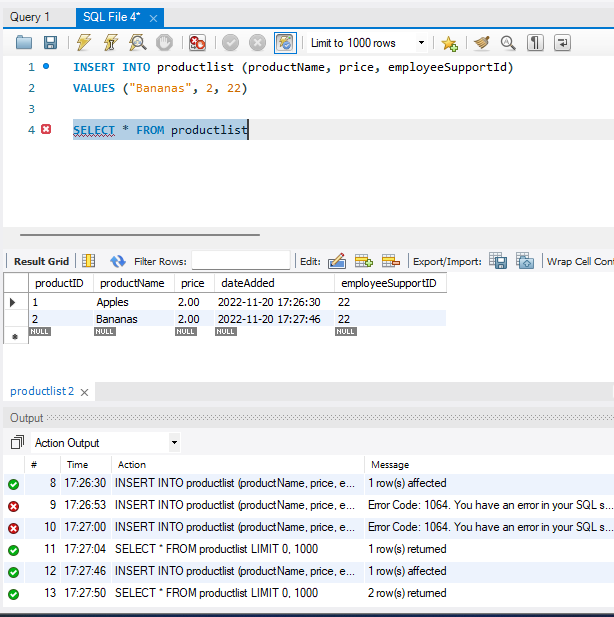 Query 1 SQL File 4*
Limit to 1000 rows
1 INSERT INTO productlist (productName, price, employeeSupportId)
2 VALUES ("Bananas", 2, 22)
3
4 SELECT * FROM productlist
Result Grid Filter Rows: Edit: Export/Import: Wrap Cell Cont
productID productName price dateAdded employeeSupportID
1 Apples 2.00 2022-11-20 17:26:30 22
2 Bananas 2.00 2022-11-20 17:27:46 22
NULL NULL NULL NULL NULL
productlist 2
Output
Action Output
# Time Action Message
8 17:26:30 INSERT INTO productlist (productName, price, e... 1 row(s) affected
9 17:26:53 INSERT INTO productlist (productName, price, e... Error Code: 1064. You have an error in your SQL s...
10 17:27:00 INSERT INTO productlist (productName, price, e... Error Code: 1064. You have an error in your SQL s...
11 17:27:04 SELECT * FROM productlist LIMIT 0, 1000 1 row(s) returned
12 17:27:46 INSERT INTO productlist (productName, price, e... 1 row(s) affected
13 17:27:50 SELECT * FROM productlist LIMIT 0, 1000 2 row(s) returned